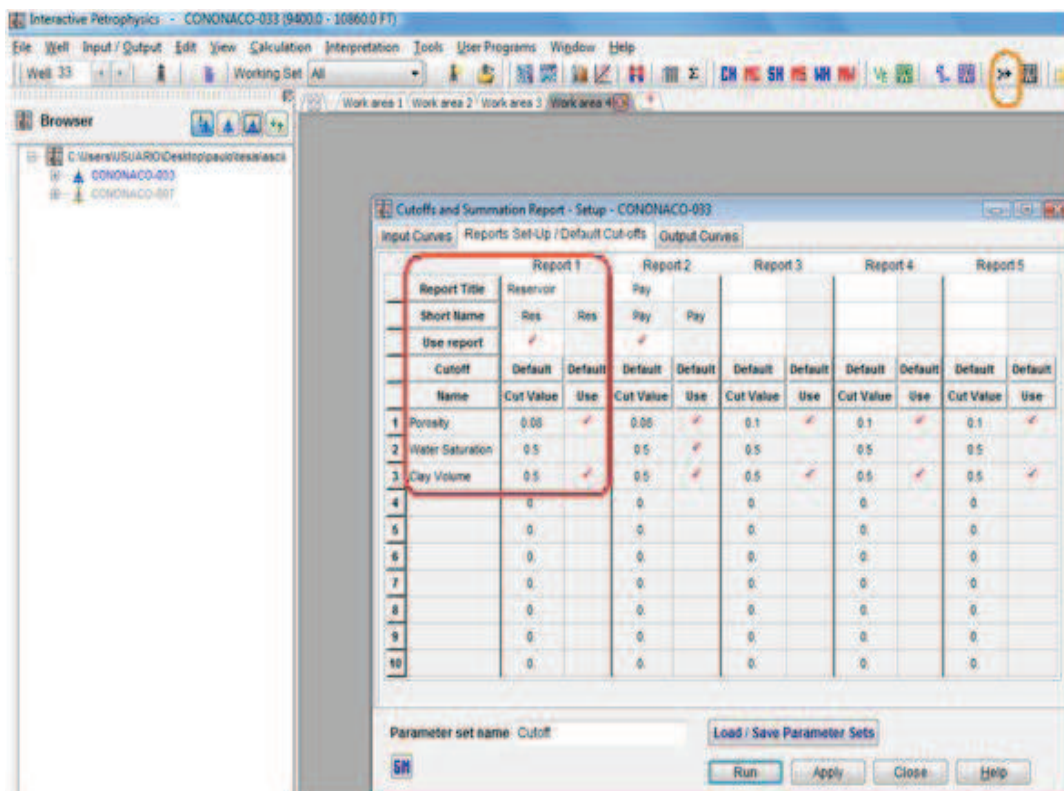 Interactive Petrophysics - CONONACO-033 (9400.0 - 10860.0 FT)
File Well Input / Output Edit View Calculation Interpretation Tools User Programs Window Help
Well 33 Working Set All
Work area 1 Work area 2 Work area 3 Work area 4
Browser
C:\Users\USUARIO\Desktop\paulo\tesis\ascii
CONONACO-033
CONONACO-007
Cutoffs and Summation Report - Setup - CONONACO-033
Input Curves Reports Set-Up / Default Cut-offs Output Curves
Report 1 Report 2 Report 3 Report 4 Report 5
Report Title Reservoir Pay
Short Name Res Res Pay Pay
Use report
Cutoff Default Default Default Default Default Default Default Default Default Default
Name Cut Value Use Cut Value Use Cut Value Use Cut Value Use Cut Value Use
1 Porosity 0.08 0.08 0.1 0.1 0.1
2 Water Saturation 0.5 0.5 0.5 0.5 0.5
3 Clay Volume 0.5 0.5 0.5 0.5 0.5
4 0. 0. 0. 0. 0.
5 0. 0. 0. 0. 0.
6 0. 0. 0. 0. 0.
7 0. 0. 0. 0. 0.
8 0. 0. 0. 0. 0.
9 0. 0. 0. 0. 0.
10 0. 0. 0. 0. 0.
Parameter set name Cutoff Load / Save Parameter Sets
Run Apply Close Help